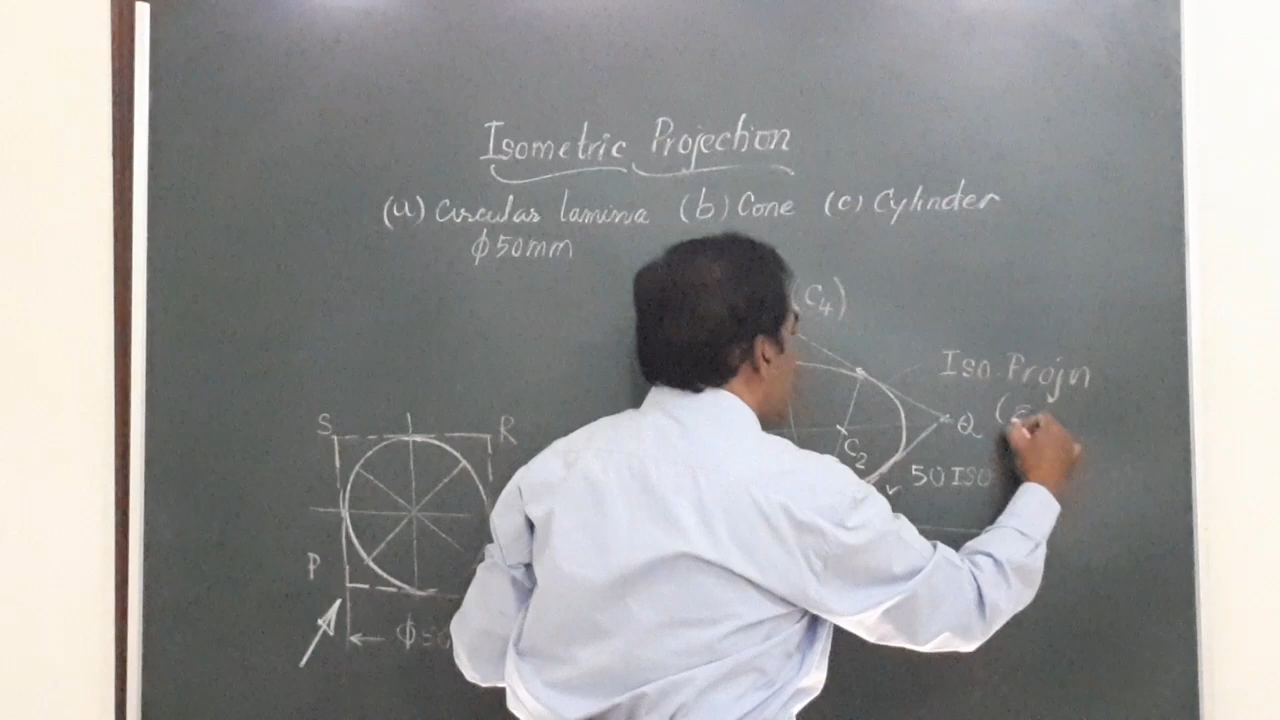 Isometric Projection
(a) Circular lamina (b) Cone (c) Cylinder
ϕ50mm
(C4)
Iso. Projn
S R
Q
C2
50 ISO
P
ϕ50